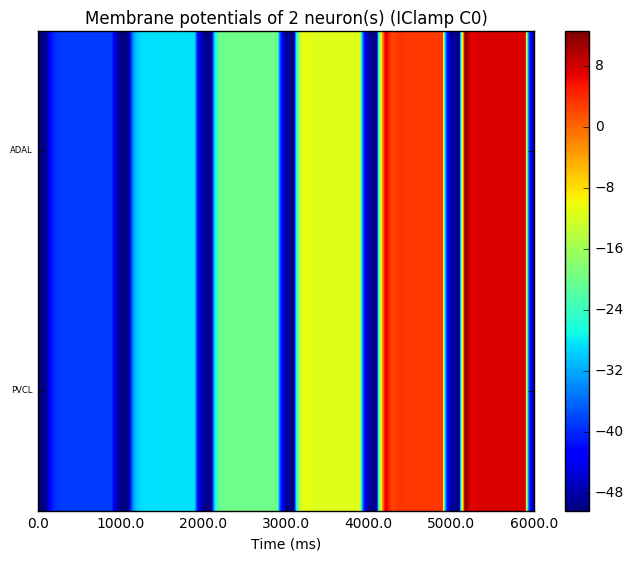 Membrane potentials of 2 neuron(s) (IClamp C0)
ADAL
PVCL
0.0 1000.0 2000.0 3000.0 4000.0 5000.0 6000.0
Time (ms)
8
0
−8
−16
−24
−32
−40
−48